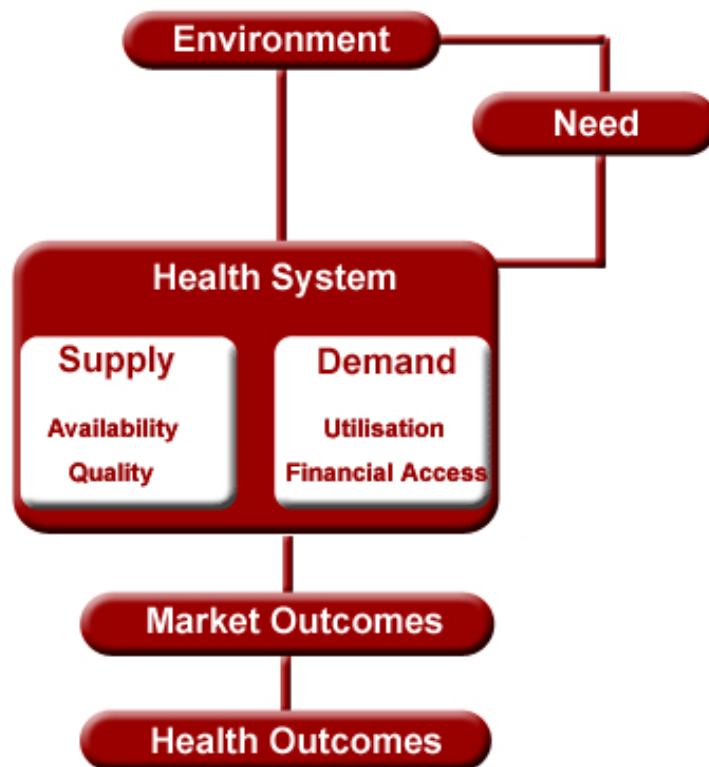 Environment
Need
Health System
Supply
Availability
Quality
Demand
Utilisation
Financial Access
Market Outcomes
Health Outcomes